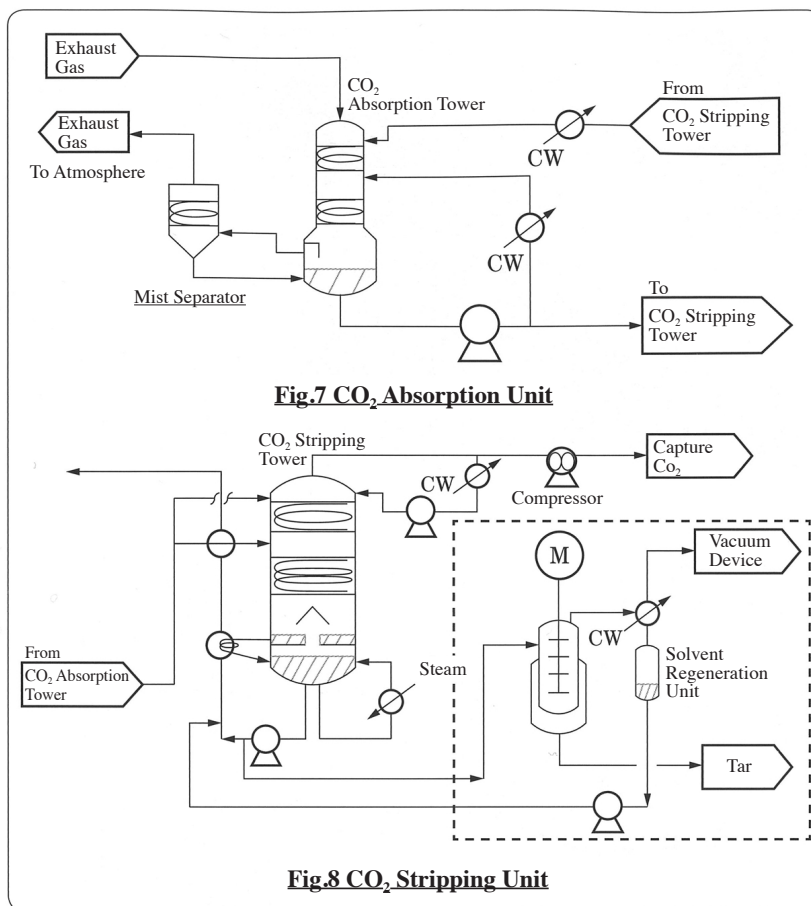 Exhaust
Gas
CO₂
Absorption Tower
From
CO₂ Stripping
Tower
CW
Exhaust
Gas
To Atmosphere
CW
Mist Separator
To
CO₂ Stripping
Tower
Fig.7 CO₂ Absorption Unit
CO₂ Stripping
Tower
CW
Compressor
Capture
Co₂
M
Vacuum
Device
CW
Solvent
Regeneration
Unit
From
CO₂ Absorption
Tower
Steam
Tar
Fig.8 CO₂ Stripping Unit